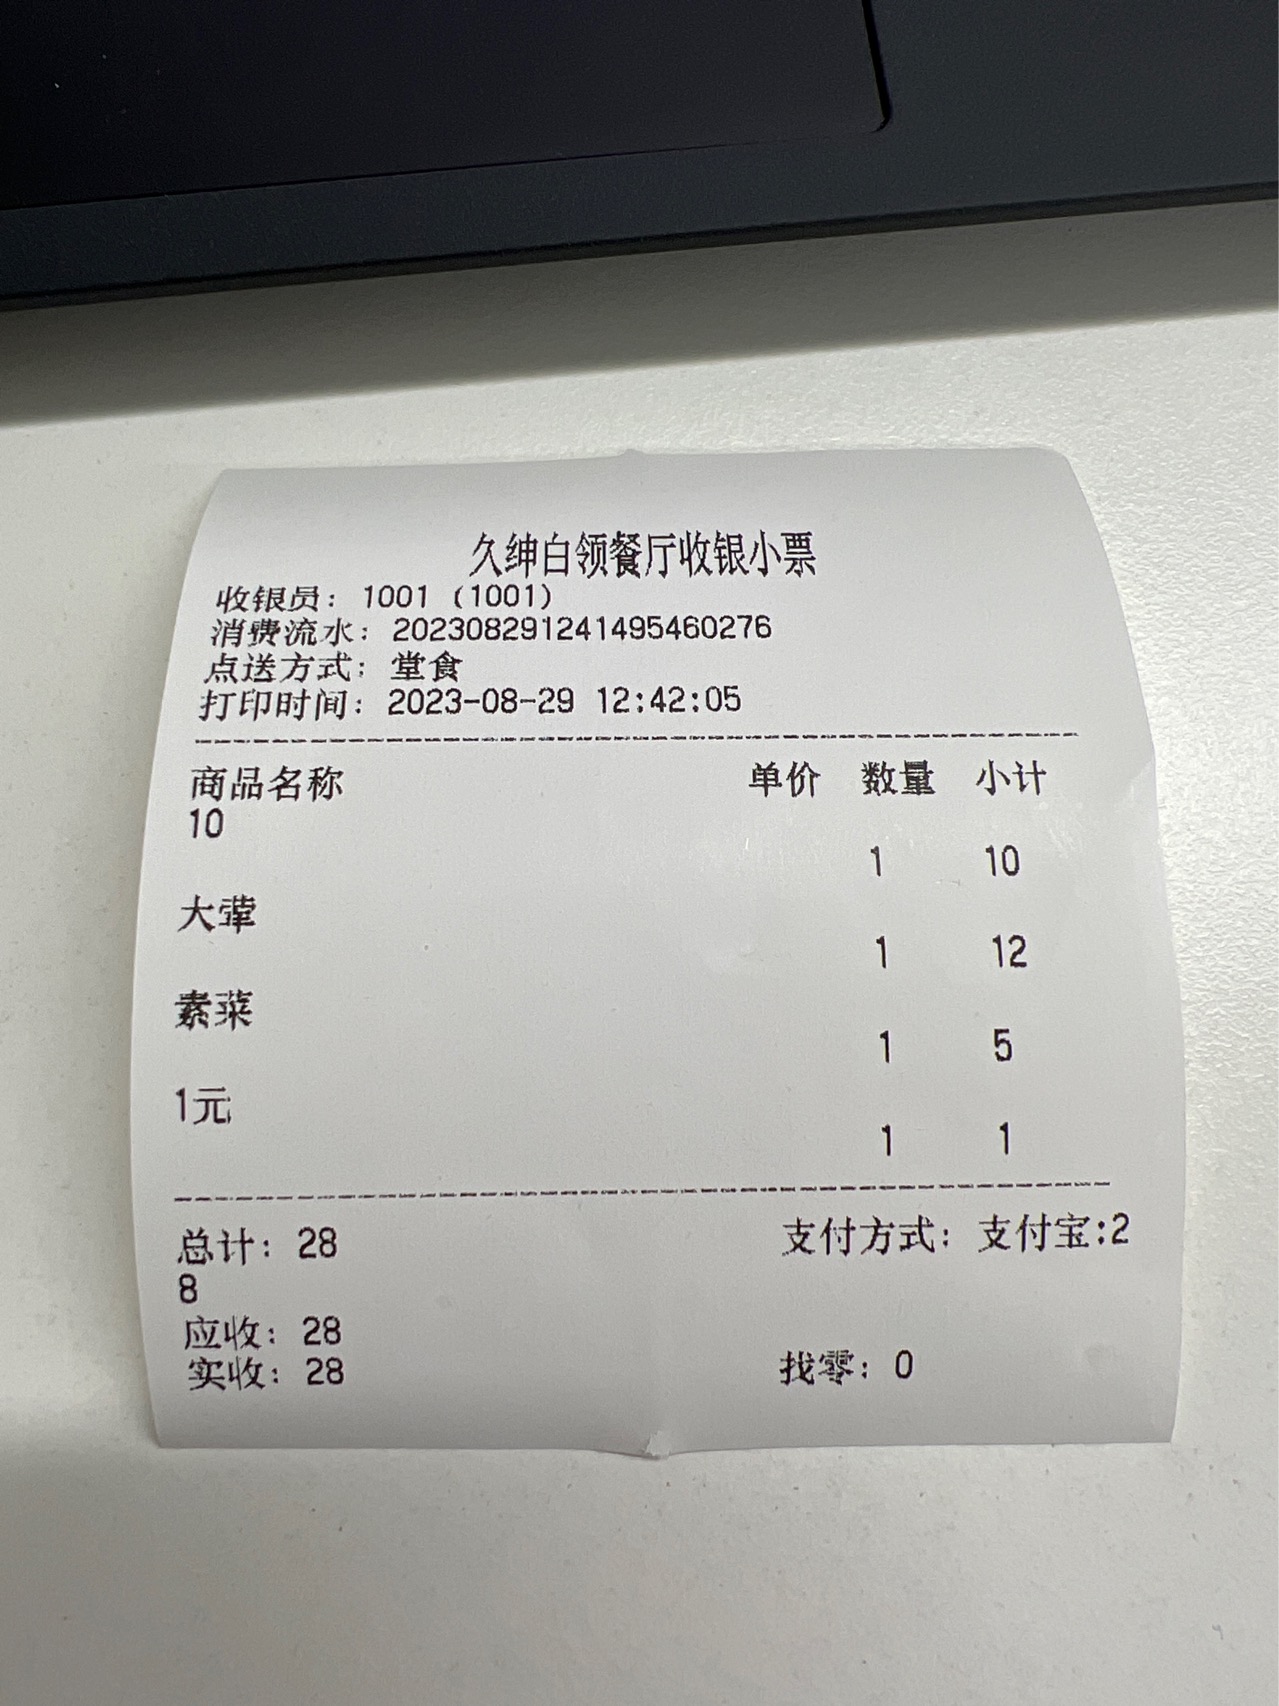 久绅白领餐厅收银小票
收银员: 1001 (1001)
消费流水: 202308291241495460276
点送方式: 堂食
打印时间: 2023-08-29 12:42:05
商品名称 单价 数量 小计
10
1 10
大荤
1 12
素菜
1 5
1元
1 1
总计: 28 支付方式: 支付宝:2
8
应收: 28
实收: 28 找零: 0